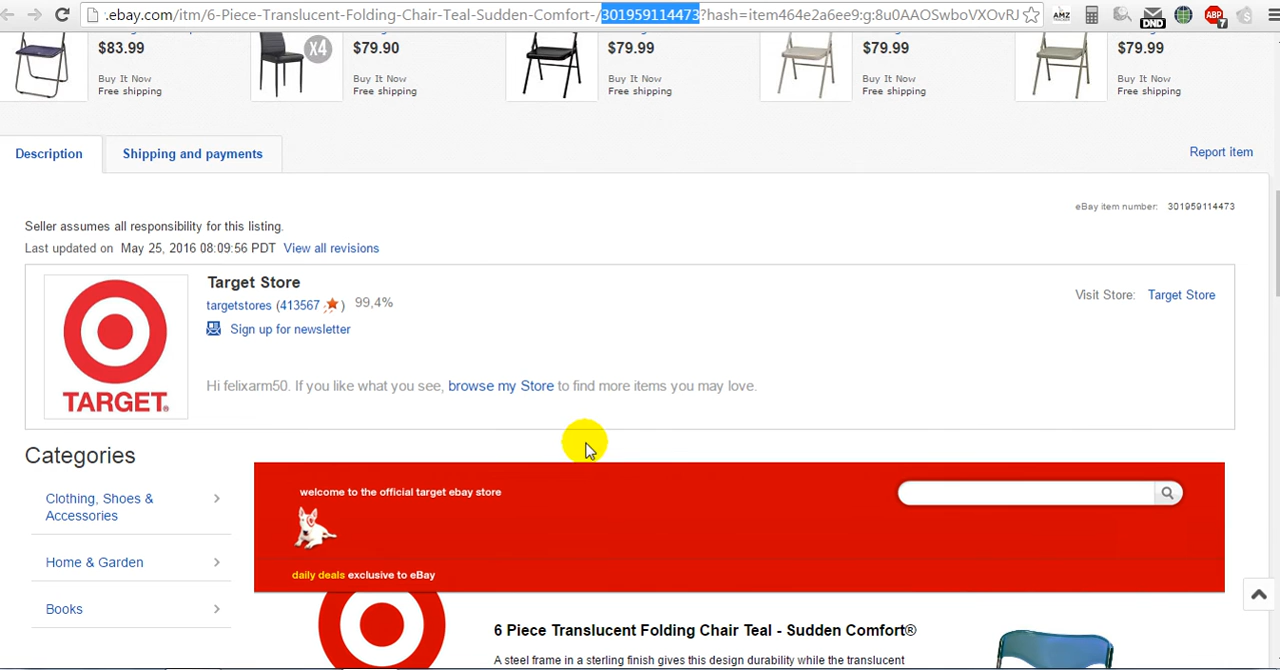 .ebay.com/itm/6-Piece-Translucent-Folding-Chair-Teal-Sudden-Comfort-/301959114473?hash=item464e2a6ee9:g:8u0AAOSwboVXOvRJ
AMZ
DND
ABP
7
$83.99
Buy It Now
Free shipping
X4
$79.90
Buy It Now
Free shipping
$79.99
Buy It Now
Free shipping
$79.99
Buy It Now
Free shipping
$79.99
Buy It Now
Free shipping
Description
Shipping and payments
Report item
eBay item number: 301959114473
Seller assumes all responsibility for this listing.
Last updated on May 25, 2016 08:09:56 PDT View all revisions
TARGET
Target Store
targetstores (413567 ) 99,4%
Sign up for newsletter
Visit Store: Target Store
Hi felixarm50. If you like what you see, browse my Store to find more items you may love.
Categories
Clothing, Shoes &
Accessories
Home & Garden
Books
welcome to the official target ebay store
daily deals exclusive to eBay
6 Piece Translucent Folding Chair Teal - Sudden Comfort®
A steel frame in a sterling finish gives this design durability while the translucent